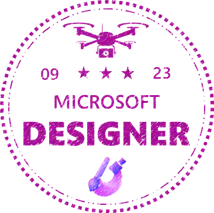 09 ★ ★ ★ 23
MICROSOFT
DESIGNER